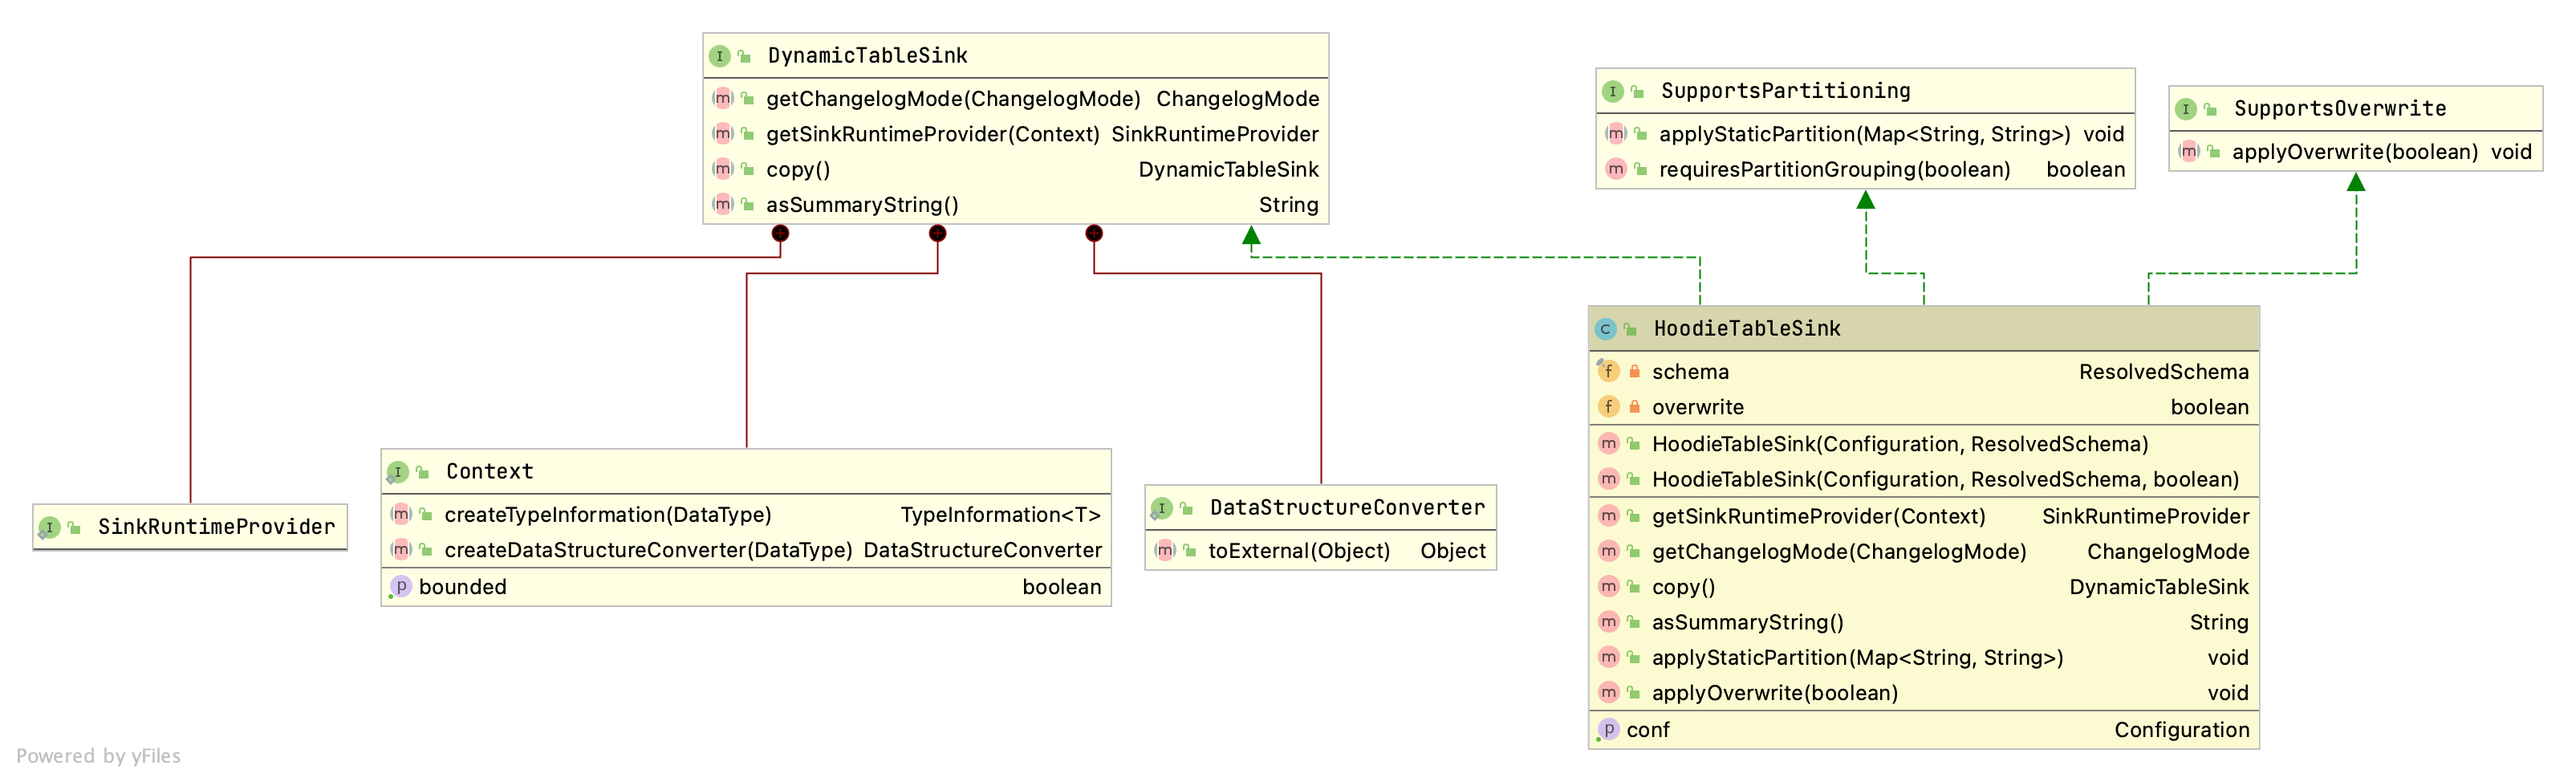 DynamicTableSink
getChangelogMode(ChangelogMode) ChangelogMode
getSinkRuntimeProvider(Context) SinkRuntimeProvider
copy() DynamicTableSink
asSummaryString() String
SupportsPartitioning
applyStaticPartition(Map<String, String>) void
requiresPartitionGrouping(boolean) boolean
SupportsOverwrite
applyOverwrite(boolean) void
SinkRuntimeProvider
Context
createTypeInformation(DataType) TypeInformation<T>
createDataStructureConverter(DataType) DataStructureConverter
bounded boolean
DataStructureConverter
toExternal(Object) Object
HoodieTableSink
schema ResolvedSchema
overwrite boolean
HoodieTableSink(Configuration, ResolvedSchema)
HoodieTableSink(Configuration, ResolvedSchema, boolean)
getSinkRuntimeProvider(Context) SinkRuntimeProvider
getChangelogMode(ChangelogMode) ChangelogMode
copy() DynamicTableSink
asSummaryString() String
applyStaticPartition(Map<String, String>) void
applyOverwrite(boolean) void
conf Configuration
Powered by yFiles